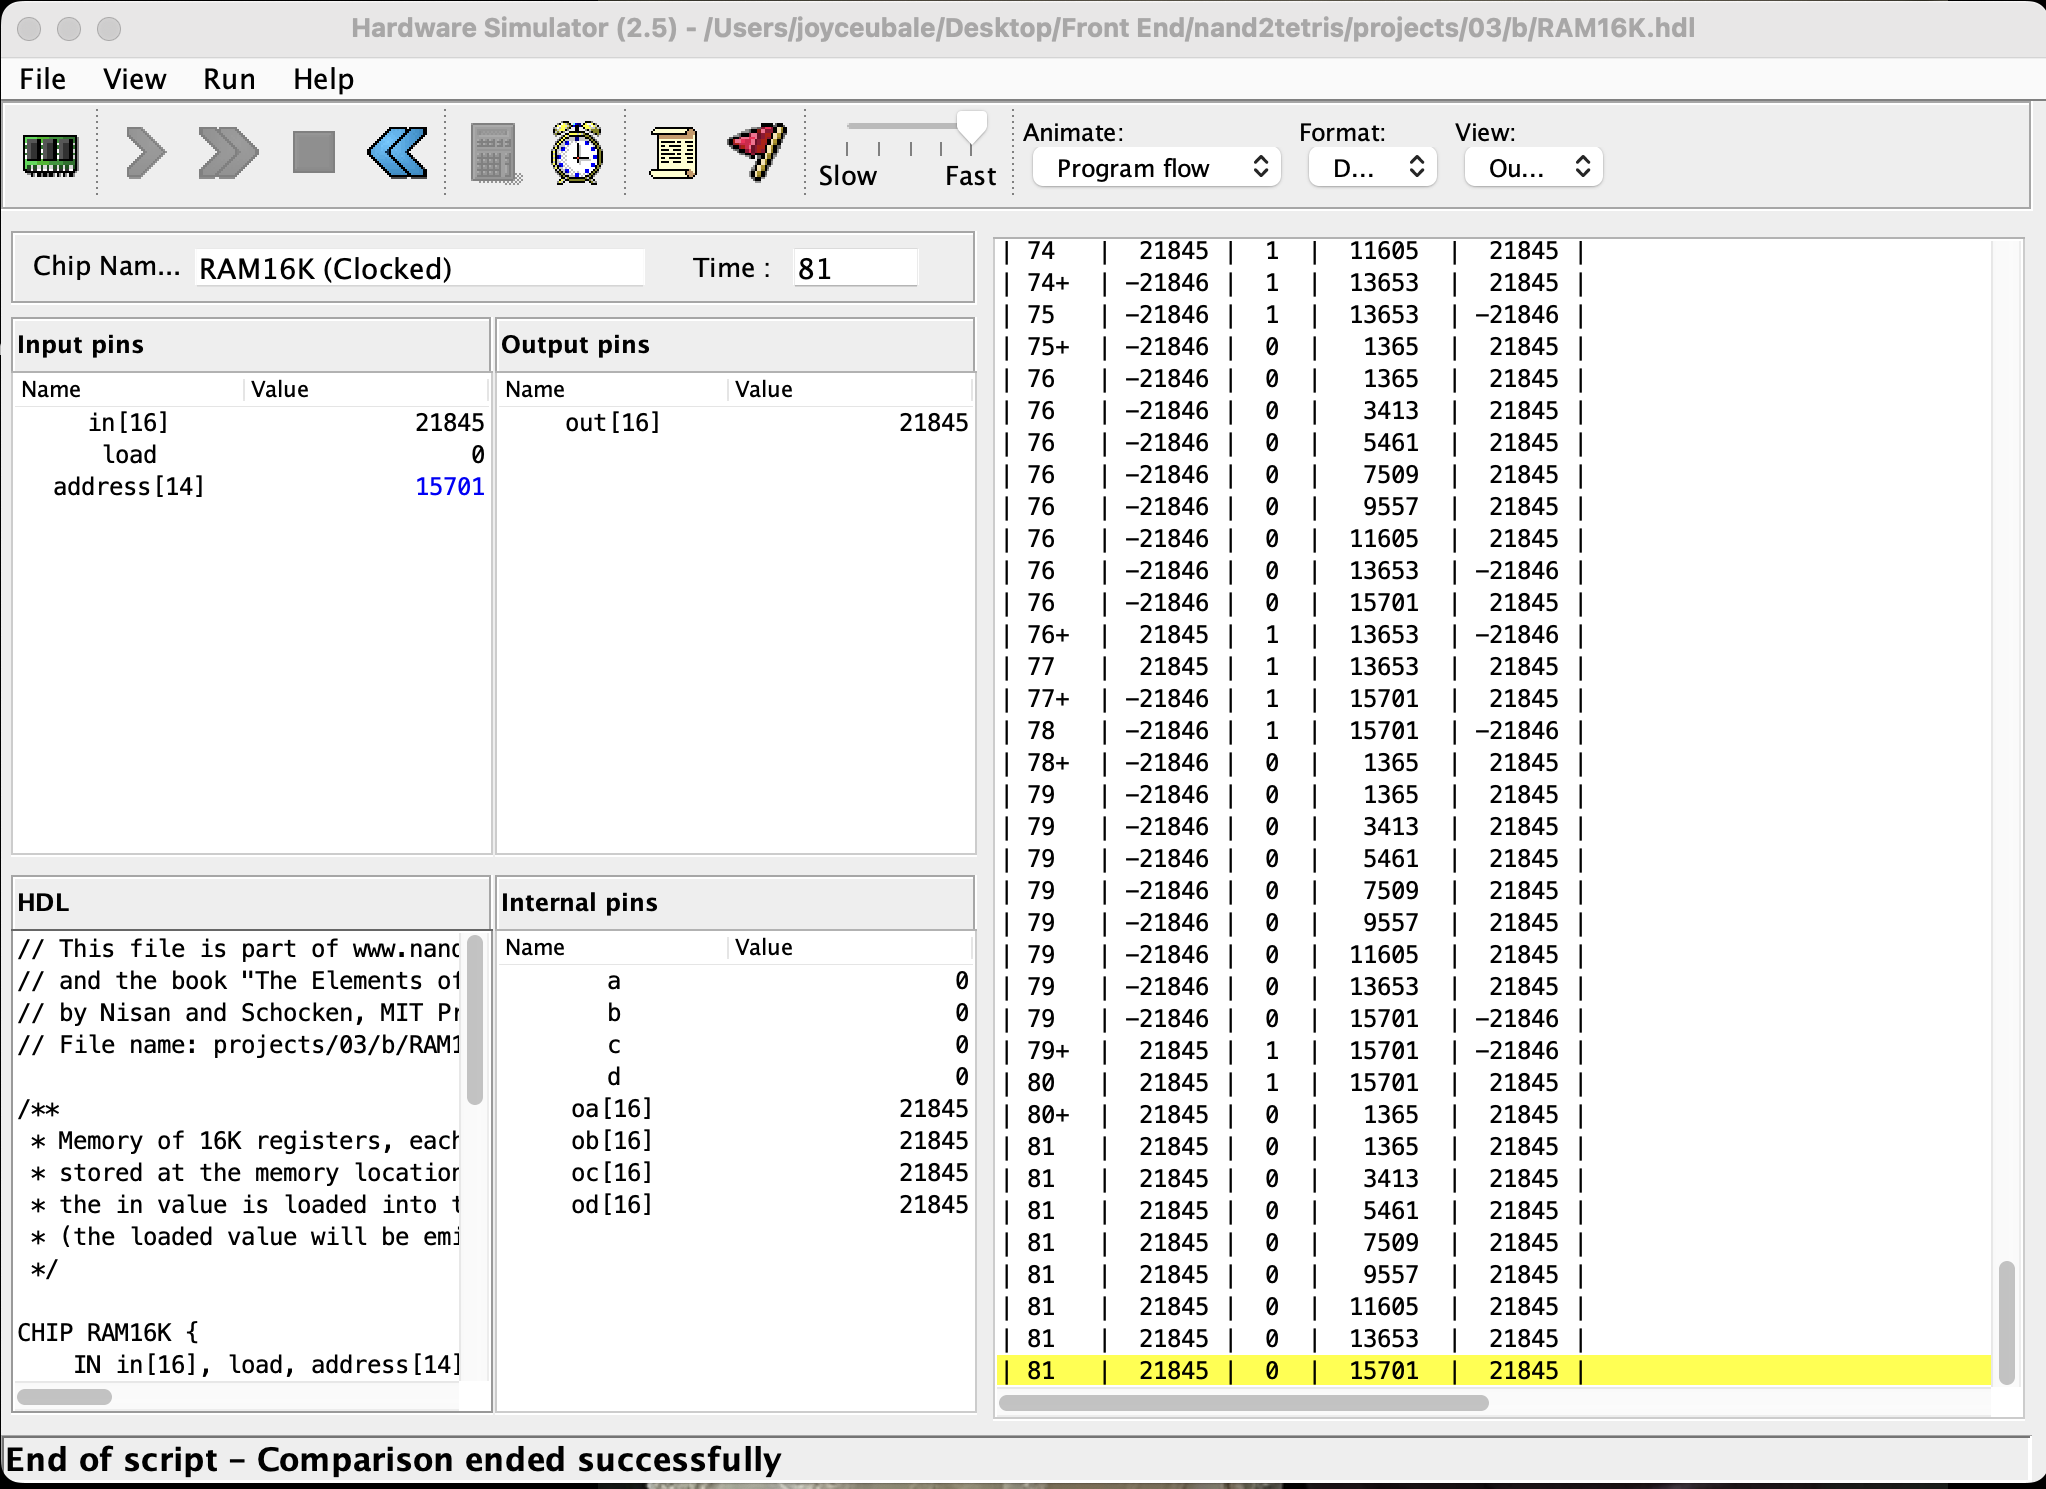 Hardware Simulator (2.5) - /Users/joyceubale/Desktop/Front End/nand2tetris/projects/03/b/RAM16K.hdl
File View Run Help
Slow Fast
Animate: Format: View:
Program flow D... Ou...
Chip Nam... RAM16K (Clocked) Time : 81
Input pins
Name Value
in[16] 21845
load 0
address[14] 15701
Output pins
Name Value
out[16] 21845
HDL
// This file is part of www.nand
// and the book "The Elements of
// by Nisan and Schocken, MIT Pr
// File name: projects/03/b/RAM1
/**
* Memory of 16K registers, each
* stored at the memory location
* the in value is loaded into t
* (the loaded value will be emi
*/
CHIP RAM16K {
IN in[16], load, address[14]
Internal pins
Name Value
a 0
b 0
c 0
d 0
oa[16] 21845
ob[16] 21845
oc[16] 21845
od[16] 21845
| 74 | 21845 | 1 | 11605 | 21845 |
| 74+ | -21846 | 1 | 13653 | 21845 |
| 75 | -21846 | 1 | 13653 | -21846 |
| 75+ | -21846 | 0 | 1365 | 21845 |
| 76 | -21846 | 0 | 1365 | 21845 |
| 76 | -21846 | 0 | 3413 | 21845 |
| 76 | -21846 | 0 | 5461 | 21845 |
| 76 | -21846 | 0 | 7509 | 21845 |
| 76 | -21846 | 0 | 9557 | 21845 |
| 76 | -21846 | 0 | 11605 | 21845 |
| 76 | -21846 | 0 | 13653 | -21846 |
| 76 | -21846 | 0 | 15701 | 21845 |
| 76+ | 21845 | 1 | 13653 | -21846 |
| 77 | 21845 | 1 | 13653 | 21845 |
| 77+ | -21846 | 1 | 15701 | 21845 |
| 78 | -21846 | 1 | 15701 | -21846 |
| 78+ | -21846 | 0 | 1365 | 21845 |
| 79 | -21846 | 0 | 1365 | 21845 |
| 79 | -21846 | 0 | 3413 | 21845 |
| 79 | -21846 | 0 | 5461 | 21845 |
| 79 | -21846 | 0 | 7509 | 21845 |
| 79 | -21846 | 0 | 9557 | 21845 |
| 79 | -21846 | 0 | 11605 | 21845 |
| 79 | -21846 | 0 | 13653 | 21845 |
| 79 | -21846 | 0 | 15701 | -21846 |
| 79+ | 21845 | 1 | 15701 | -21846 |
| 80 | 21845 | 1 | 15701 | 21845 |
| 80+ | 21845 | 0 | 1365 | 21845 |
| 81 | 21845 | 0 | 1365 | 21845 |
| 81 | 21845 | 0 | 3413 | 21845 |
| 81 | 21845 | 0 | 5461 | 21845 |
| 81 | 21845 | 0 | 7509 | 21845 |
| 81 | 21845 | 0 | 9557 | 21845 |
| 81 | 21845 | 0 | 11605 | 21845 |
| 81 | 21845 | 0 | 13653 | 21845 |
| 81 | 21845 | 0 | 15701 | 21845 |
End of script - Comparison ended successfully